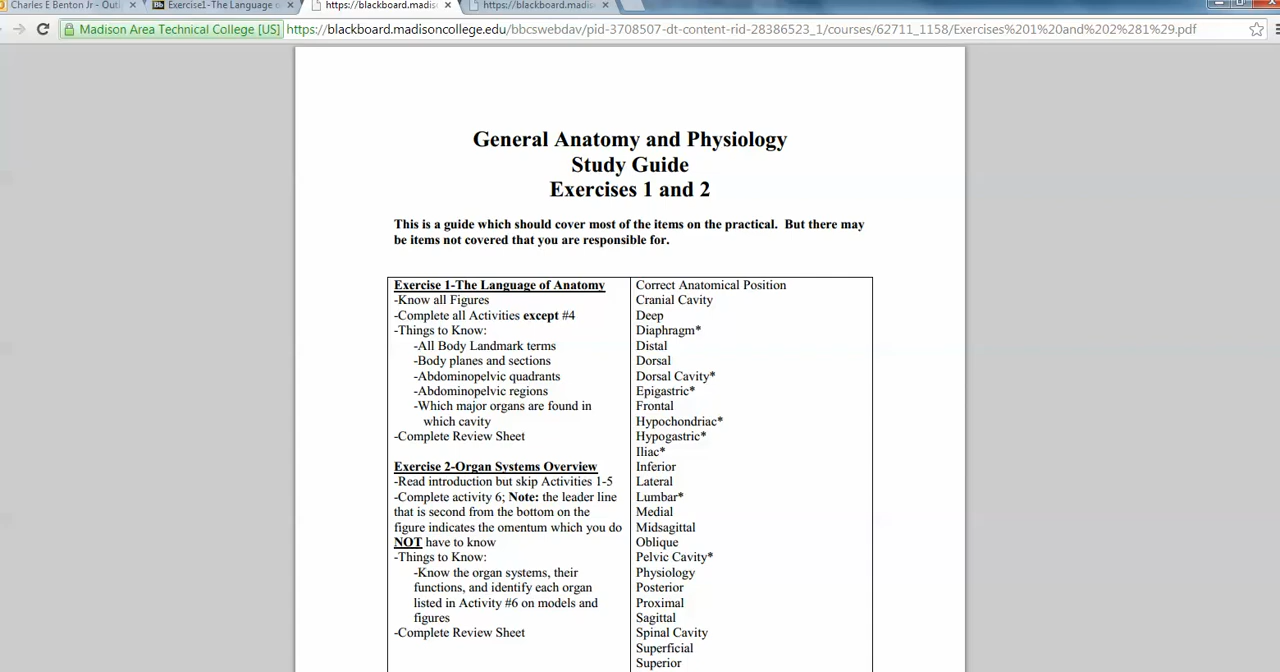 Charles E Benton Jr - Out
Exercise1-The Language o
https://blackboard.madis
https://blackboard.madis
Madison Area Technical College [US]
https://blackboard.madisoncollege.edu/bbcswebdav/pid-3708507-dt-content-rid-28386523_1/courses/62711_1158/Exercises%201%20and%202%281%29.pdf
General Anatomy and Physiology
Study Guide
Exercises 1 and 2
This is a guide which should cover most of the items on the practical. But there may
be items not covered that you are responsible for.
Exercise 1-The Language of Anatomy
-Know all Figures
-Complete all Activities except #4
-Things to Know:
-All Body Landmark terms
-Body planes and sections
-Abdominopelvic quadrants
-Abdominopelvic regions
-Which major organs are found in
which cavity
-Complete Review Sheet
Exercise 2-Organ Systems Overview
-Read introduction but skip Activities 1-5
-Complete activity 6; Note: the leader line
that is second from the bottom on the
figure indicates the omentum which you do
NOT have to know
-Things to Know:
-Know the organ systems, their
functions, and identify each organ
listed in Activity #6 on models and
figures
-Complete Review Sheet
Correct Anatomical Position
Cranial Cavity
Deep
Diaphragm*
Distal
Dorsal
Dorsal Cavity*
Epigastric*
Frontal
Hypochondriac*
Hypogastric*
Iliac*
Inferior
Lateral
Lumbar*
Medial
Midsagittal
Oblique
Pelvic Cavity*
Physiology
Posterior
Proximal
Sagittal
Spinal Cavity
Superficial
Superior